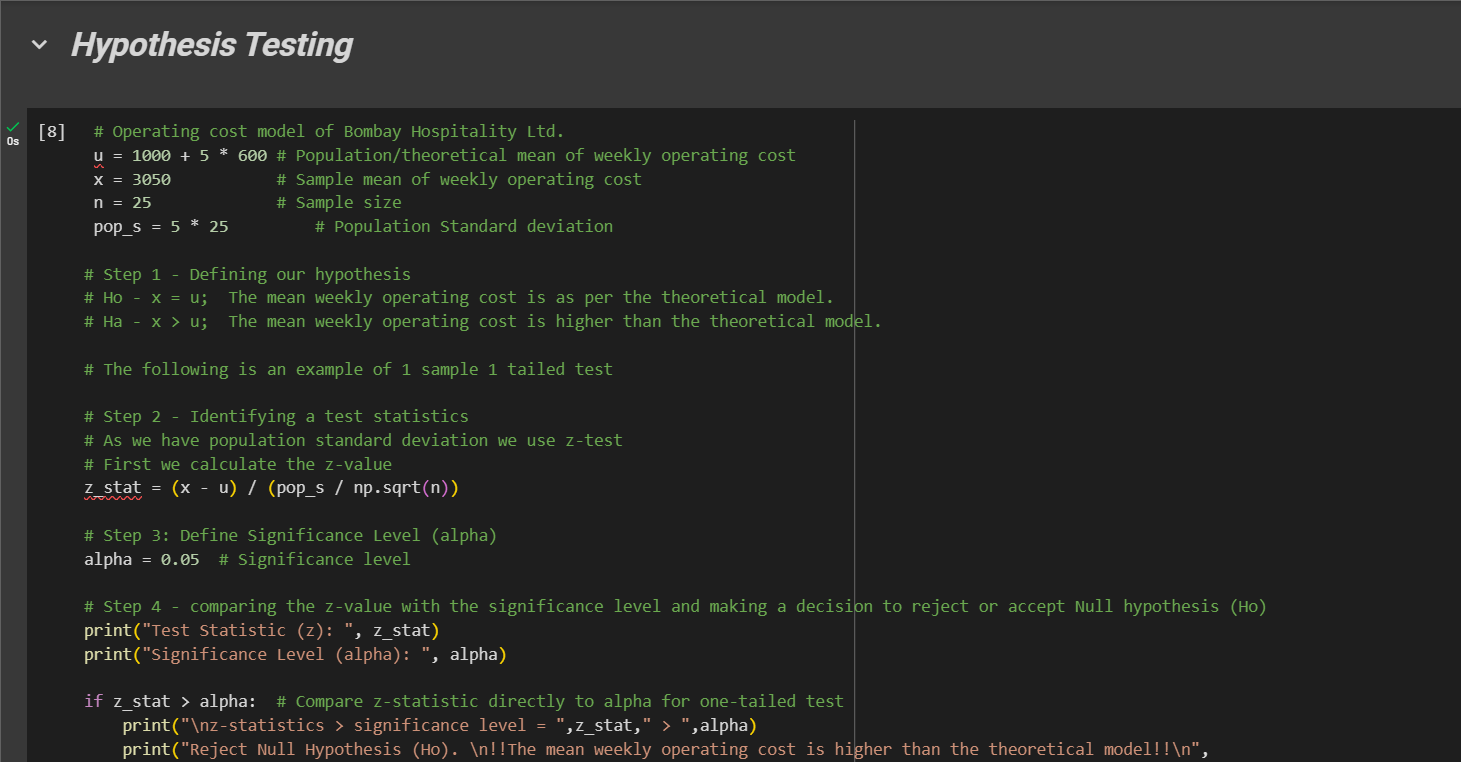 Hypothesis Testing
0s
[8] # Operating cost model of Bombay Hospitality Ltd.
u = 1000 + 5 * 600 # Population/theoretical mean of weekly operating cost
x = 3050 # Sample mean of weekly operating cost
n = 25 # Sample size
pop_s = 5 * 25 # Population Standard deviation
# Step 1 - Defining our hypothesis
# Ho - x = u; The mean weekly operating cost is as per the theoretical model.
# Ha - x > u; The mean weekly operating cost is higher than the theoretical model.
# The following is an example of 1 sample 1 tailed test
# Step 2 - Identifying a test statistics
# As we have population standard deviation we use z-test
# First we calculate the z-value
z_stat = (x - u) / (pop_s / np.sqrt(n))
# Step 3: Define Significance Level (alpha)
alpha = 0.05 # Significance level
# Step 4 - comparing the z-value with the significance level and making a decision to reject or accept Null hypothesis (Ho)
print("Test Statistic (z): ", z_stat)
print("Significance Level (alpha): ", alpha)
if z_stat > alpha: # Compare z-statistic directly to alpha for one-tailed test
print("\nz-statistics > significance level = ",z_stat," > ",alpha)
print("Reject Null Hypothesis (Ho). \n!!The mean weekly operating cost is higher than the theoretical model!!\n",